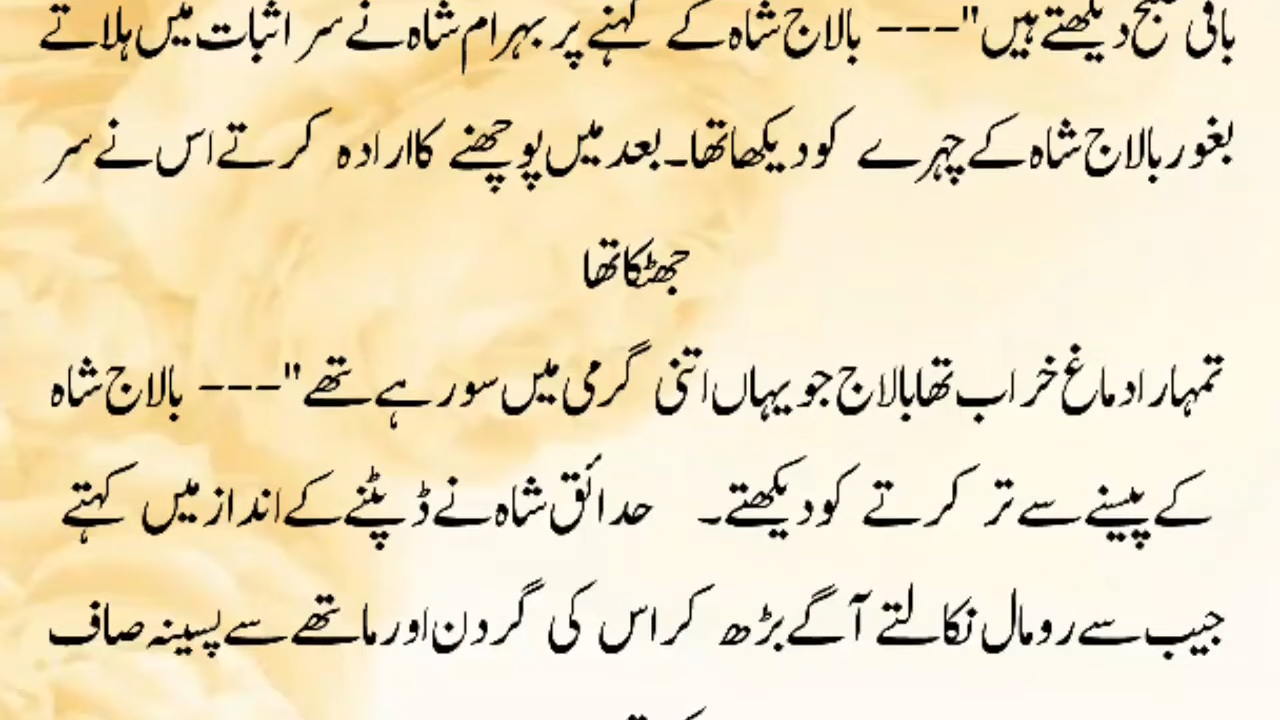 باقی صبح دیکھتے ہیں"--- بالاج شاہ کے کہنے پر بہرام شاہ نے سر اثبات میں ہلاتے
بغور بالاج شاہ کے چہرے کو دیکھا تھا۔ بعد میں پوچھنے کا ارادہ کرتے اس نے سر
جھٹکا تھا
تمہارا دماغ خراب تھا بالاج جو یہاں اتنی گرمی میں سو رہے تھے"--- بالاج شاہ
کے پسینے سے تر کرتے کو دیکھتے۔ حدائق شاہ نے ڈپٹنے کے انداز میں کہتے
جیب سے رومال نکالتے آگے بڑھ کر اس کی گردن اور ماتھے سے پسینہ صاف